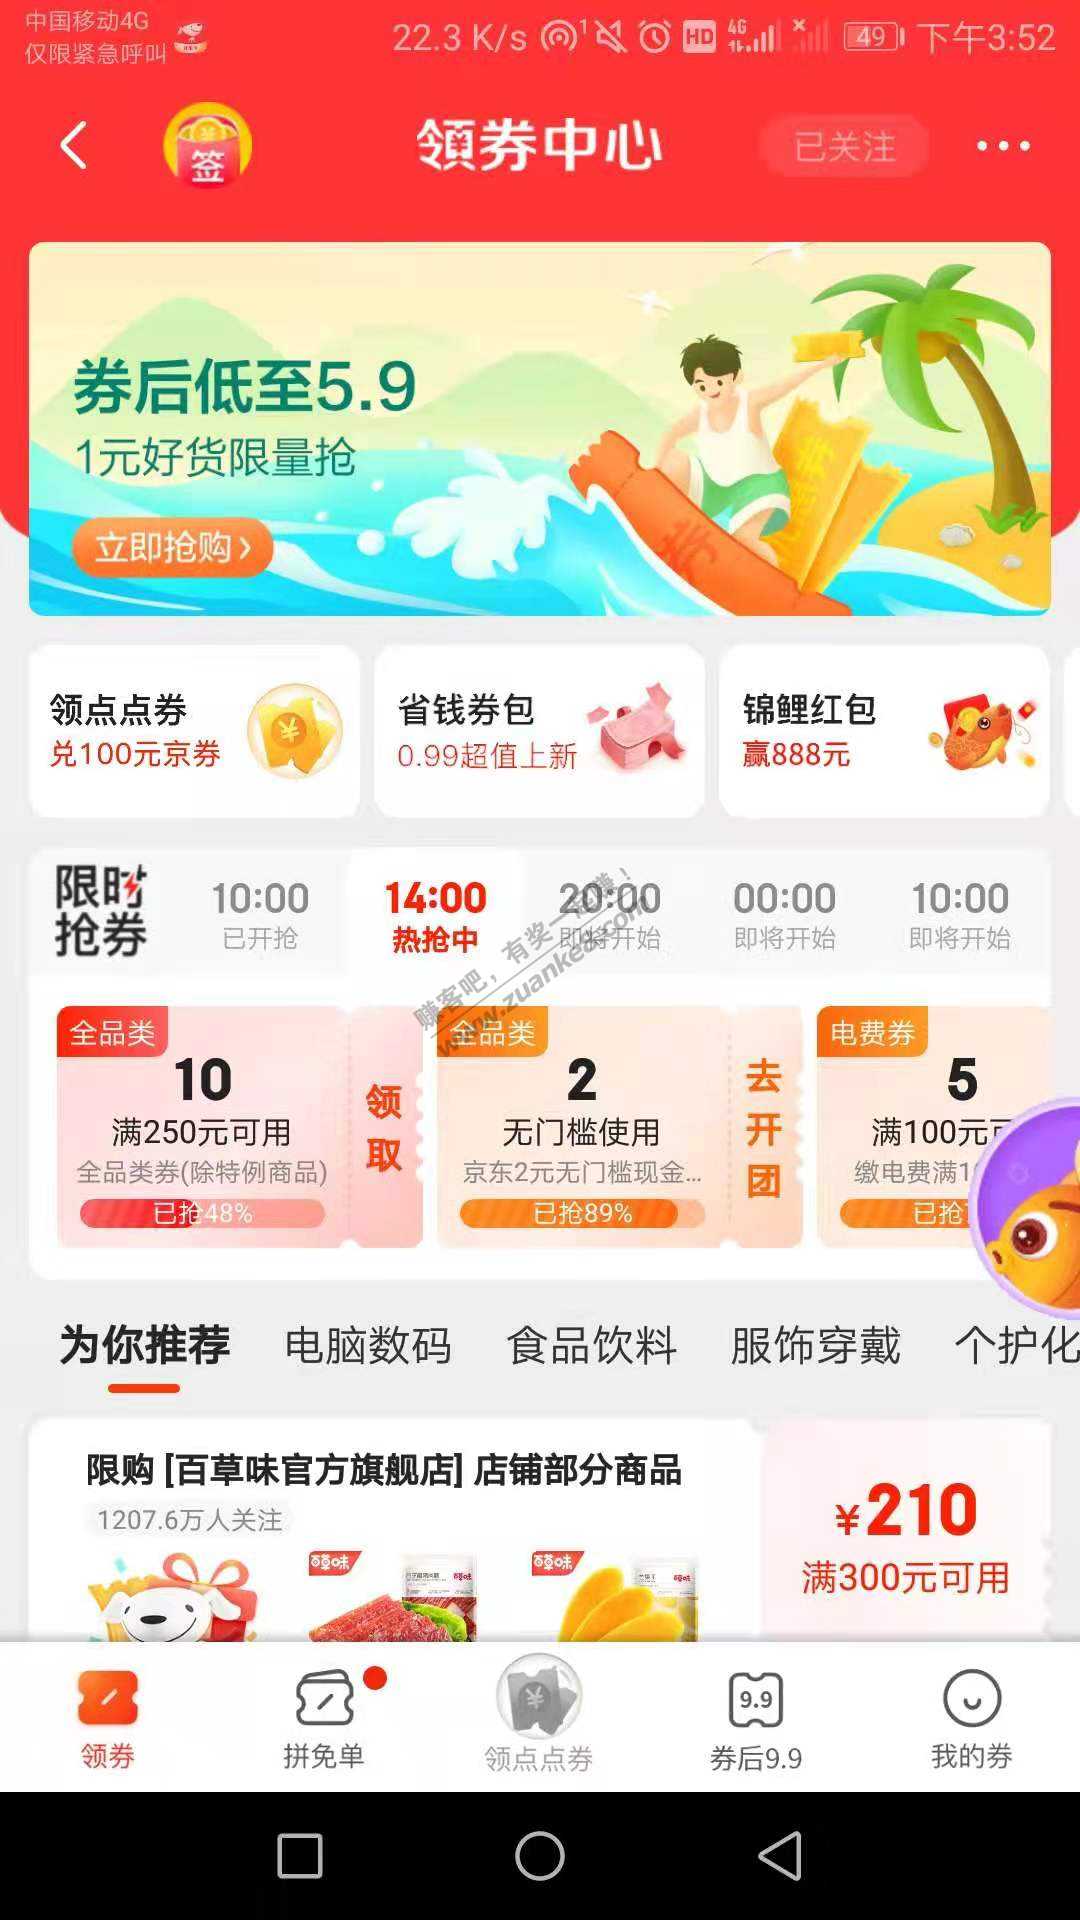 中国移动4G
仅限紧急呼叫
22.3 K/s
1
HD
4G
49
下午3:52
签
領券中心
已关注
券后低至5.9
1元好货限量抢
立即抢购
领点点券
兑100元京券
省钱券包
0.99超值上新
锦鲤红包
赢888元
限时
抢券
10:00
已开抢
14:00
热抢中
20:00
即将开始
00:00
即将开始
10:00
即将开始
赚客吧，有奖一起赚！
www.zuanke8.com
全品类
10
满250元可用
全品类券(除特例商品)
已抢48%
领取
全品类
2
无门槛使用
京东2元无门槛现金...
已抢89%
去开团
电费券
5
满100元
缴电费满1
已抢
为你推荐
电脑数码
食品饮料
服饰穿戴
个护化
限购 [百草味官方旗舰店] 店铺部分商品
1207.6万人关注
¥210
满300元可用
百草味
百草味
领券
拼免单
领点点券
9.9
券后9.9
我的券